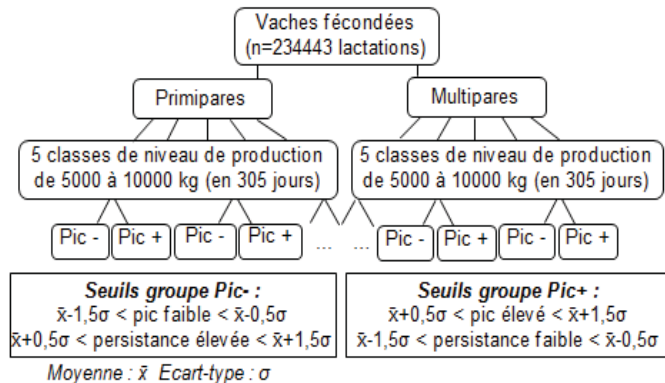 Vaches fécondées
(n=234443 lactations)
Primipares
Multipares
5 classes de niveau de production
de 5000 à 10000 kg (en 305 jours)
5 classes de niveau de production
de 5000 à 10000 kg (en 305 jours)
Pic - Pic + Pic - Pic + ... ... Pic - Pic + Pic - Pic +
Seuils groupe Pic- :
x̄-1,5σ < pic faible < x̄-0,5σ
x̄+0,5σ < persistance élevée < x̄+1,5σ
Seuils groupe Pic+ :
x̄+0,5σ < pic élevé < x̄+1,5σ
x̄-1,5σ < persistance faible < x̄-0,5σ
Moyenne : x̄ Ecart-type : σ